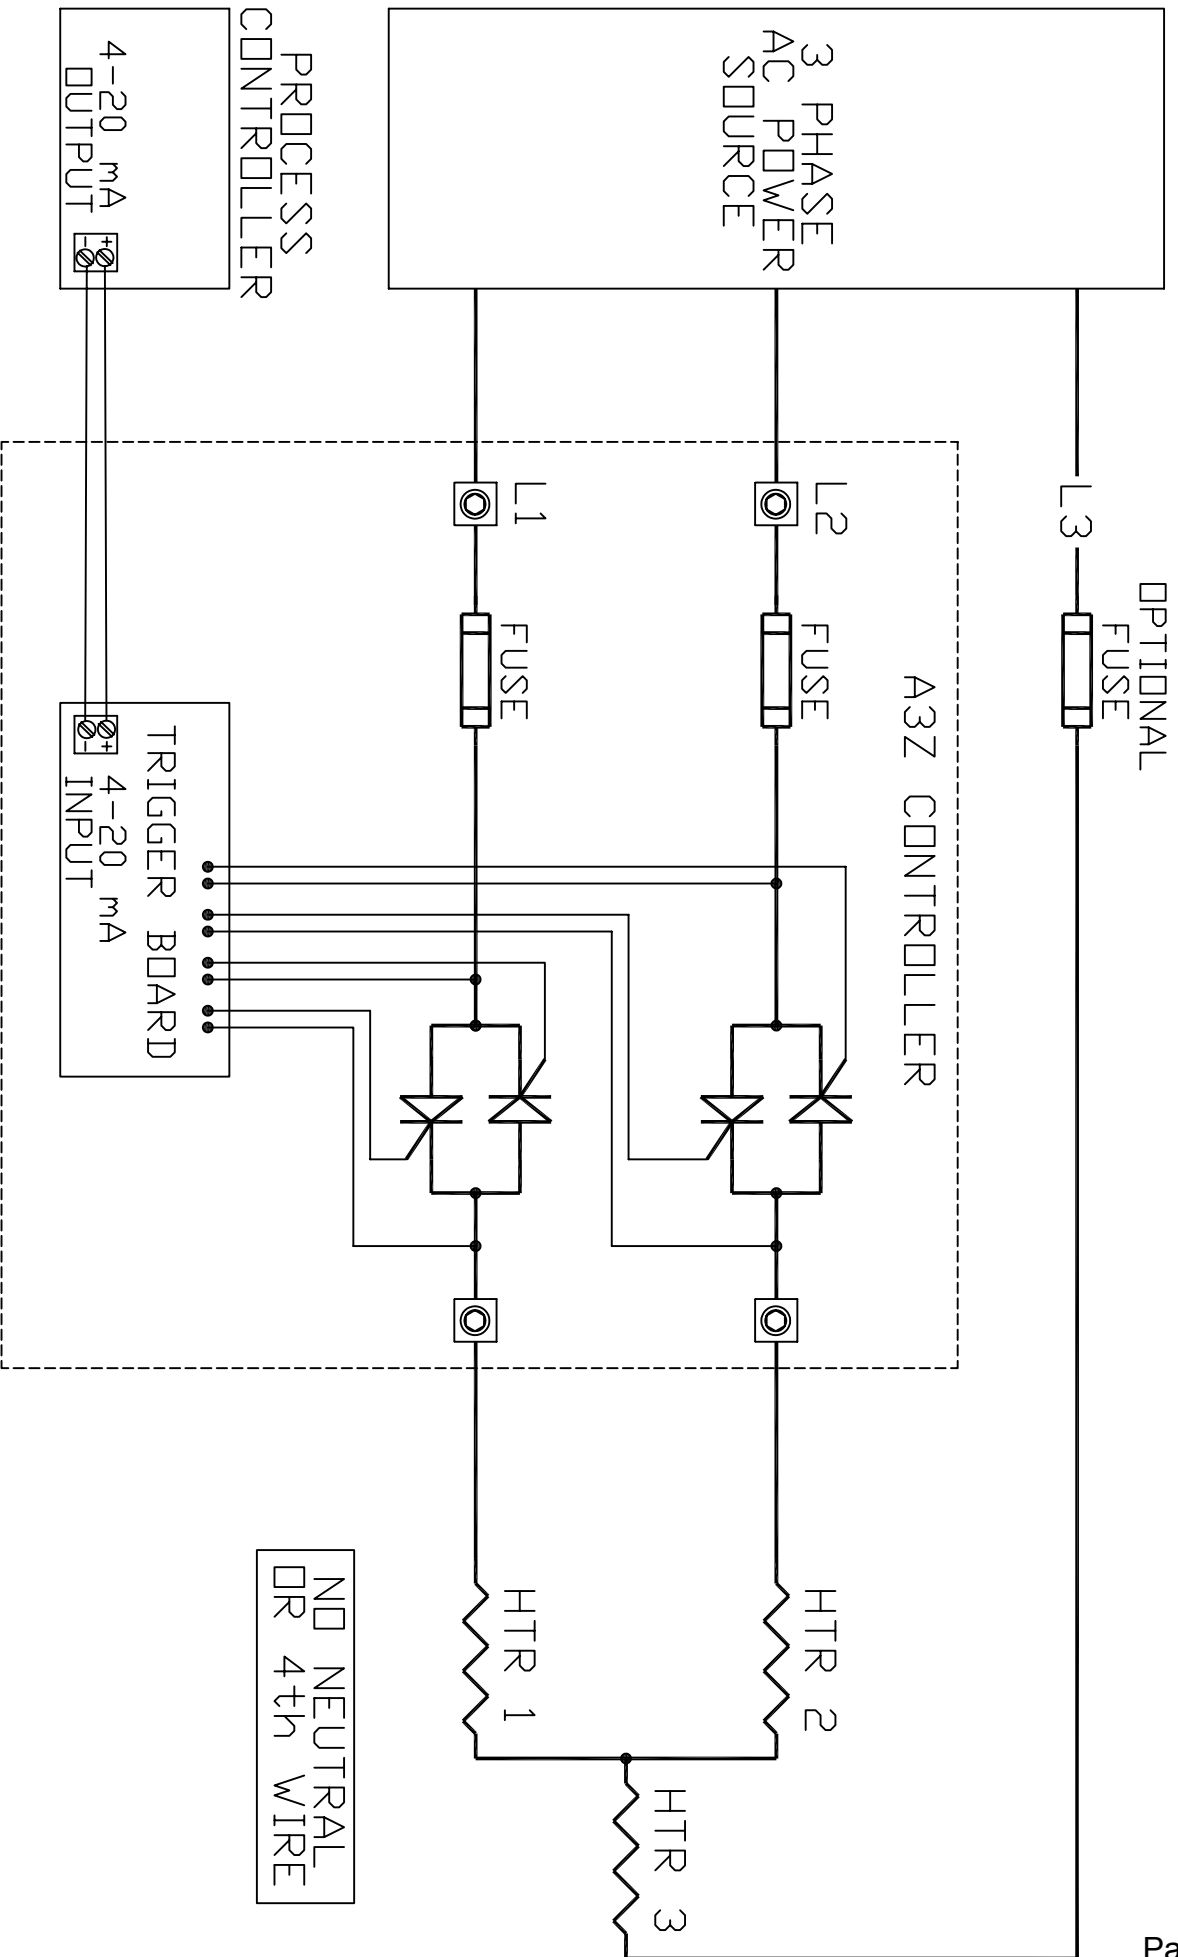 OPTIONAL
FUSE
L3
3 PHASE
AC POWER
SOURCE
A3Z CONTROLLER
L2
FUSE
HTR 2
HTR 3
L1
FUSE
HTR 1
NO NEUTRAL
OR 4th WIRE
PROCESS
CONTROLLER
4-20 mA
OUTPUT
+
-
TRIGGER BOARD
+
-
4-20 mA
INPUT
Pa